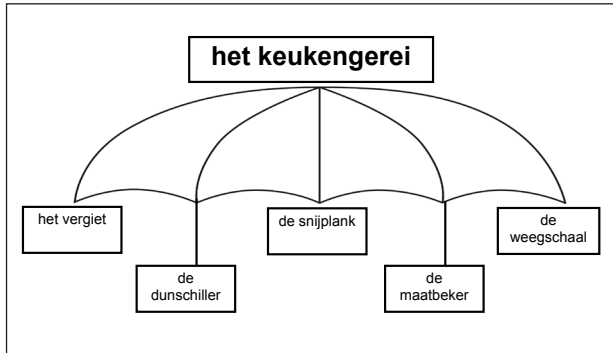 het keukengerei
het vergiet
de
dunschiller
de snijplank
de
maatbeker
de
weegschaal